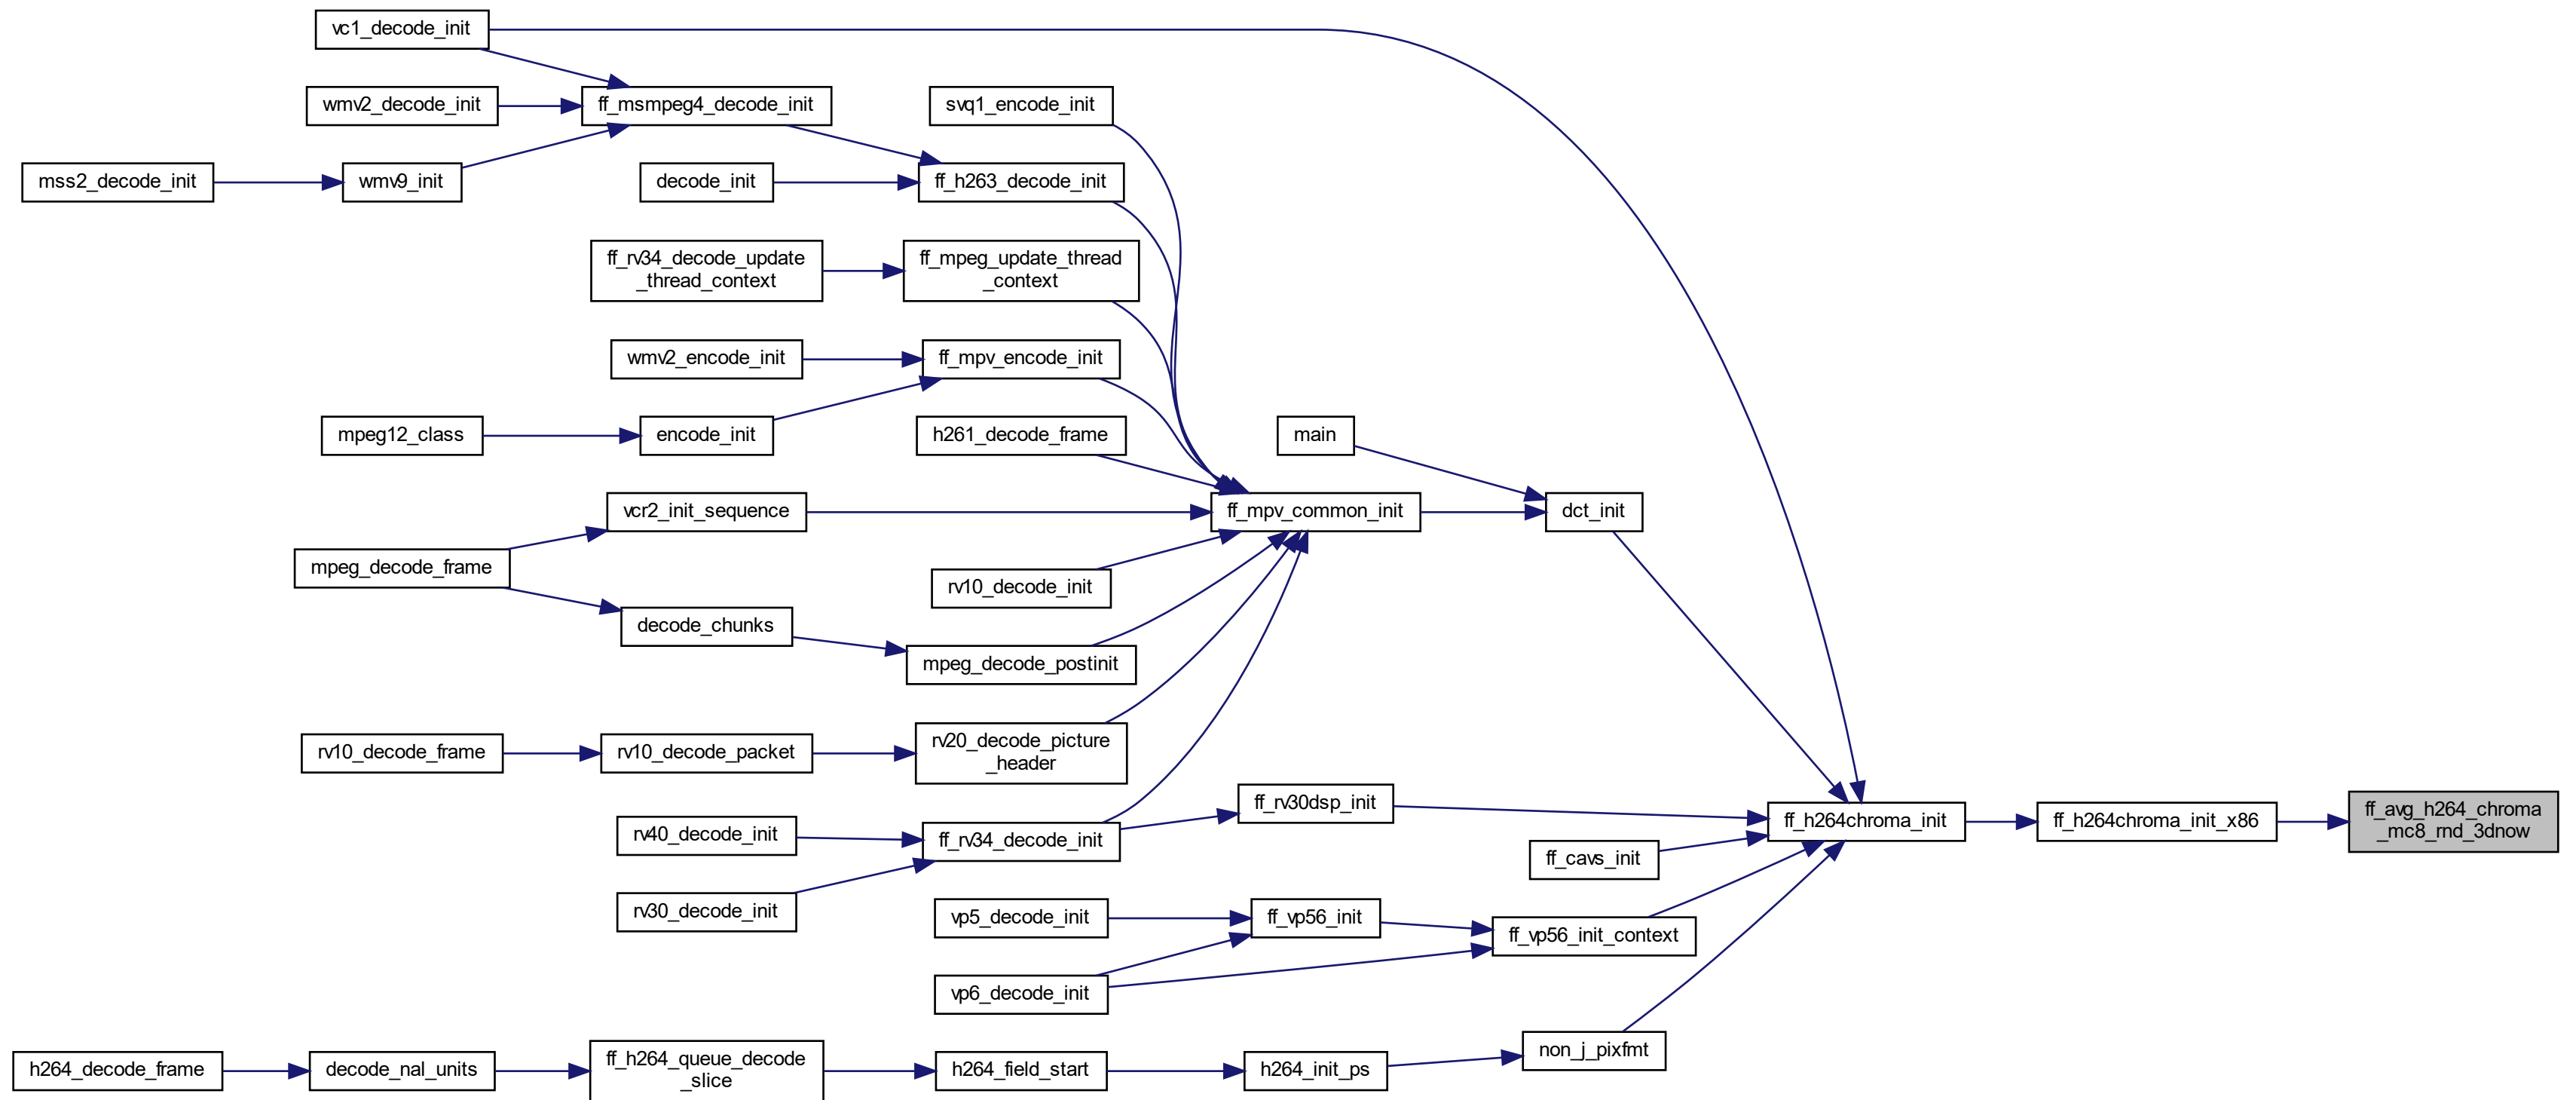 vc1_decode_init
wmv2_decode_init
ff_msmpeg4_decode_init
svq1_encode_init
mss2_decode_init
wmv9_init
decode_init
ff_h263_decode_init
ff_rv34_decode_update
_thread_context
ff_mpeg_update_thread
_context
wmv2_encode_init
ff_mpv_encode_init
mpeg12_class
encode_init
h261_decode_frame
main
vcr2_init_sequence
ff_mpv_common_init
dct_init
mpeg_decode_frame
rv10_decode_init
decode_chunks
mpeg_decode_postinit
rv10_decode_frame
rv10_decode_packet
rv20_decode_picture
_header
ff_rv30dsp_init
rv40_decode_init
ff_rv34_decode_init
ff_h264chroma_init
ff_h264chroma_init_x86
ff_avg_h264_chroma
_mc8_rnd_3dnow
ff_cavs_init
rv30_decode_init
vp5_decode_init
ff_vp56_init
ff_vp56_init_context
vp6_decode_init
non_j_pixfmt
h264_decode_frame
decode_nal_units
ff_h264_queue_decode
_slice
h264_field_start
h264_init_ps